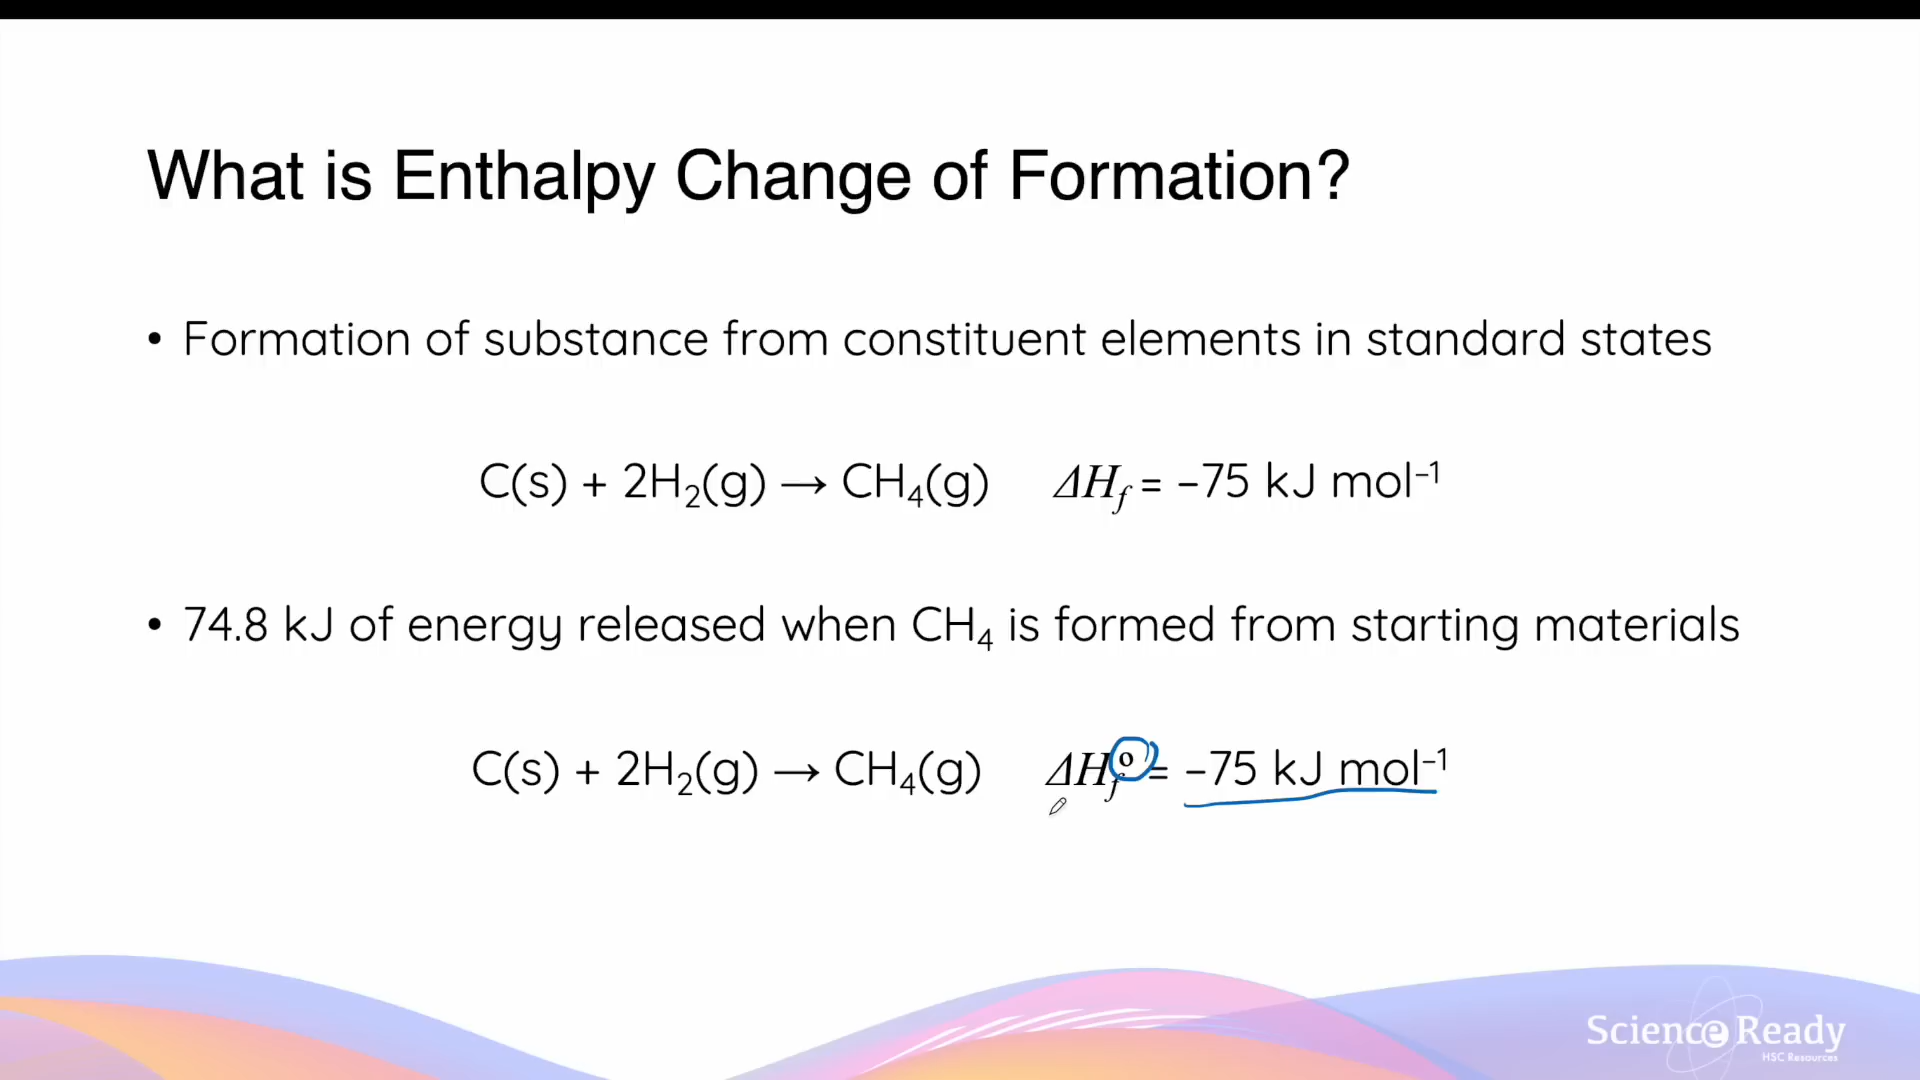 What is Enthalpy Change of Formation?
• Formation of substance from constituent elements in standard states
C(s) + 2H₂(g) → CH₄(g) ΔH_f = −75 kJ mol⁻¹
• 74.8 kJ of energy released when CH₄ is formed from starting materials
C(s) + 2H₂(g) → CH₄(g) ΔH_f° = −75 kJ mol⁻¹
Science Ready
HSC Resources